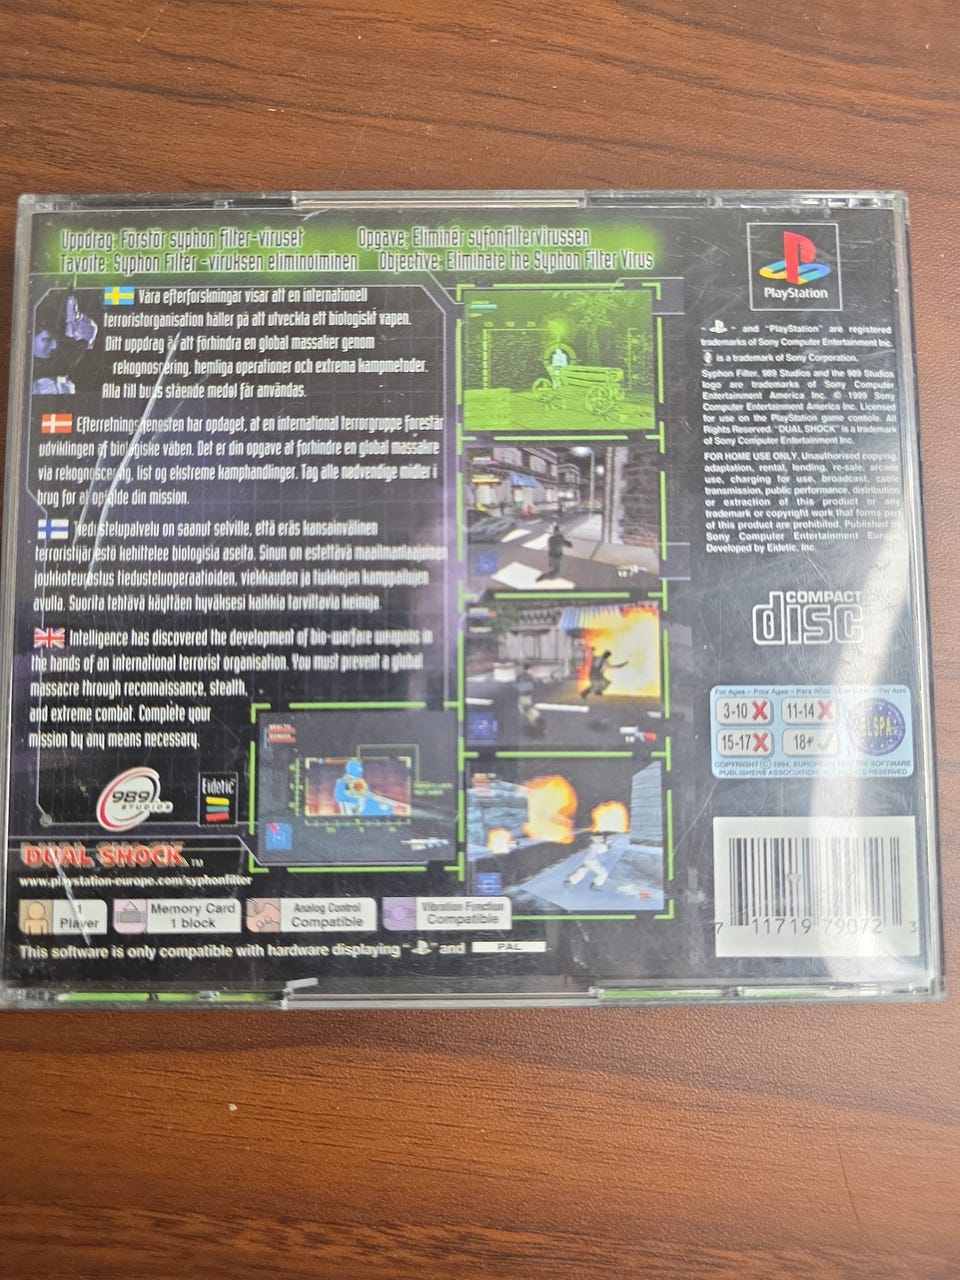 Uppdrag: Förstör syphon filter-viruset
Opgave: Eliminér syfonfiltervirussen
Tavoite: Syphon Filter -viruksen eliminoiminen
Objective: Eliminate the Syphon Filter Virus
Våra efterforskningar visar att en internationell
terroristorganisation håller på att utveckla ett biologiskt vapen.
Ditt uppdrag är att förhindra en global massaker genom
rekognoscering, hemliga operationer och extrema kampmetoder.
Alla till buds stående medel får användas.
Efterretningstjenesten har opdaget, at en international terrorgruppe forestår
udviklingen af biologiske våben. Det er din opgave at forhindre en global massakre
via rekognoscering, list og ekstreme kamphandlinger. Tag alle nødvendige midler i
brug for at opfylde din mission.
Tiedustelupalvelu on saanut selville, että eräs kansainvälinen
terroristijärjestö kehittelee biologisia aseita. Sinun on estettävä maailmanlaajuinen
joukkoteurastus tiedusteluoperaatioiden, viekkauden ja tiukkojen kamppailujen
avulla. Suorita tehtävä käyttäen hyväksesi kaikkia tarvittavia keinoja.
Intelligence has discovered the development of bio-warfare weapons in
the hands of an international terrorist organisation. You must prevent a global
massacre through reconnaissance, stealth,
and extreme combat. Complete your
mission by any means necessary.
989
STUDIOS
Eidetic
DUAL SHOCK™
www.playstation-europe.com/syphonfilter
1
Player
Memory Card
1 block
Analog Control
Compatible
Vibration Function
Compatible
This software is only compatible with hardware displaying " " and PAL
PlayStation
" " and "PlayStation" are registered
trademarks of Sony Computer Entertainment Inc.
is a trademark of Sony Corporation.
Syphon Filter, 989 Studios and the 989 Studios
logo are trademarks of Sony Computer
Entertainment America Inc. © 1999 Sony
Computer Entertainment America Inc. Licensed
for use on the PlayStation game console. All
Rights Reserved. "DUAL SHOCK" is a trademark
of Sony Computer Entertainment Inc.
FOR HOME USE ONLY. Unauthorised copying,
adaptation, rental, lending, re-sale, arcade
use, charging for use, broadcast, cable
transmission, public performance, distribution
or extraction of this product or any
trademark or copyright work that forms part
of this product are prohibited. Published by
Sony Computer Entertainment Europe.
Developed by Eidetic, Inc.
COMPACT
disc
For Ages – Pour Ages – Para Años
3-10
11-14
15-17
18+
ELSPA
COPYRIGHT © 1994, EUROPEAN LEISURE SOFTWARE
PUBLISHERS ASSOCIATION. ALL RIGHTS RESERVED
7 11719 79072 3